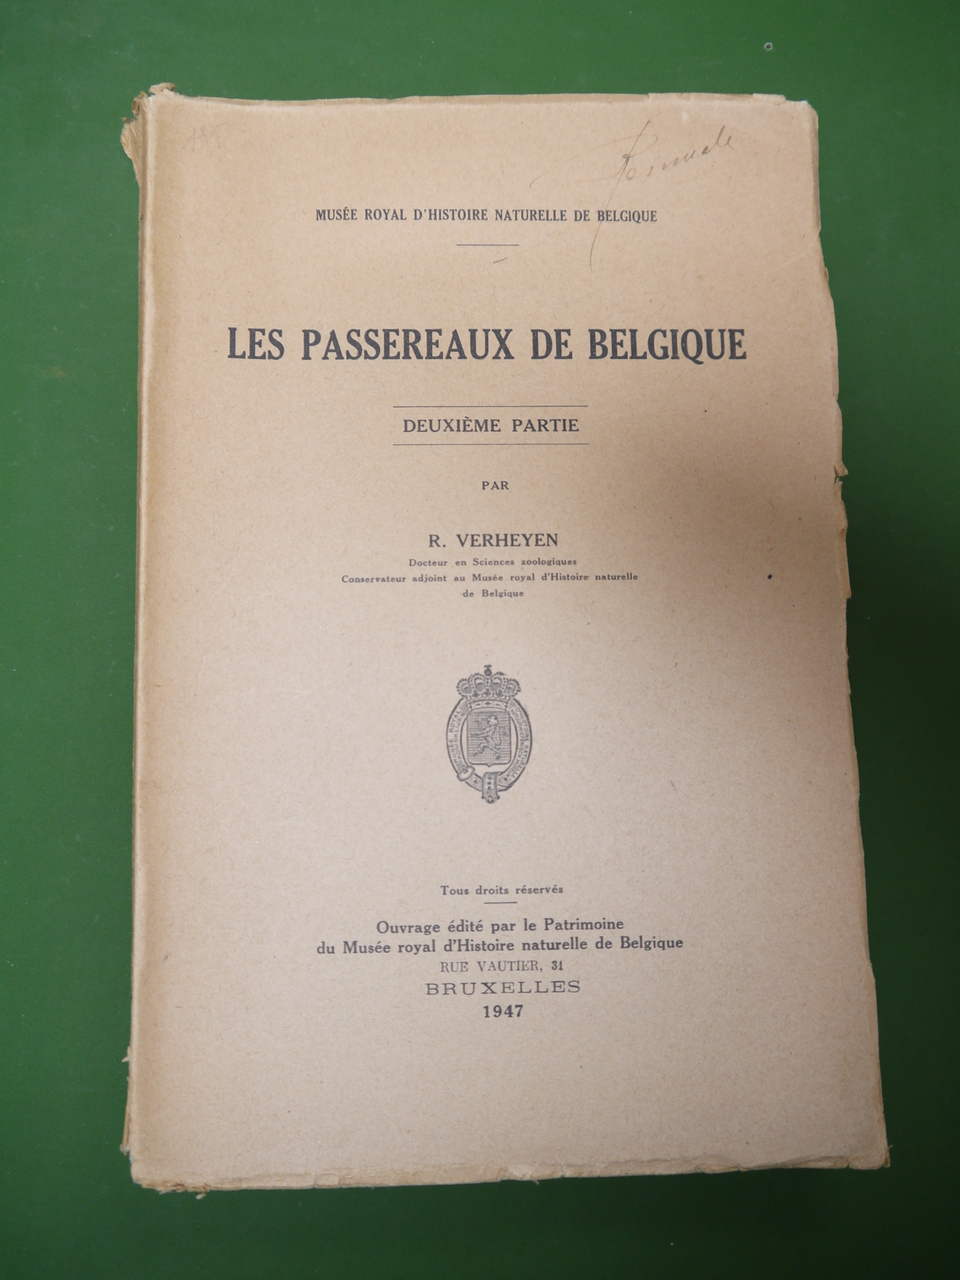 MUSÉE ROYAL D'HISTOIRE NATURELLE DE BELGIQUE
LES PASSEREAUX DE BELGIQUE
DEUXIÈME PARTIE
PAR
R. VERHEYEN
Docteur en Sciences zoologiques
Conservateur adjoint au Musée royal d'Histoire naturelle
de Belgique
Tous droits réservés
Ouvrage édité par le Patrimoine
du Musée royal d'Histoire naturelle de Belgique
RUE VAUTIER, 31
BRUXELLES
1947